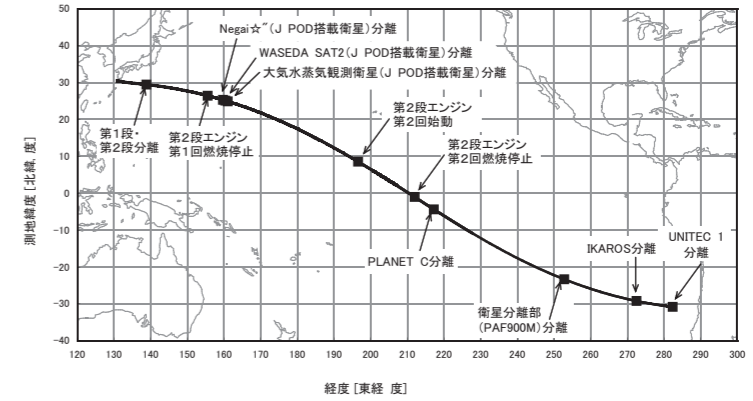 50
40
30
20
10
0
-10
-20
-30
-40
測地緯度 [北緯, 度]
Negai☆″(J POD搭載衛星)分離
WASEDA SAT2(J POD搭載衛星)分離
大気水蒸気観測衛星(J POD搭載衛星)分離
第1段・
第2段分離
第2段エンジン
第1回燃焼停止
第2段エンジン
第2回始動
第2段エンジン
第2回燃焼停止
PLANET C分離
衛星分離部
(PAF900M)分離
IKAROS分離
UNITEC 1
分離
120 130 140 150 160 170 180 190 200 210 220 230 240 250 260 270 280 290 300
経度 [東経 度]